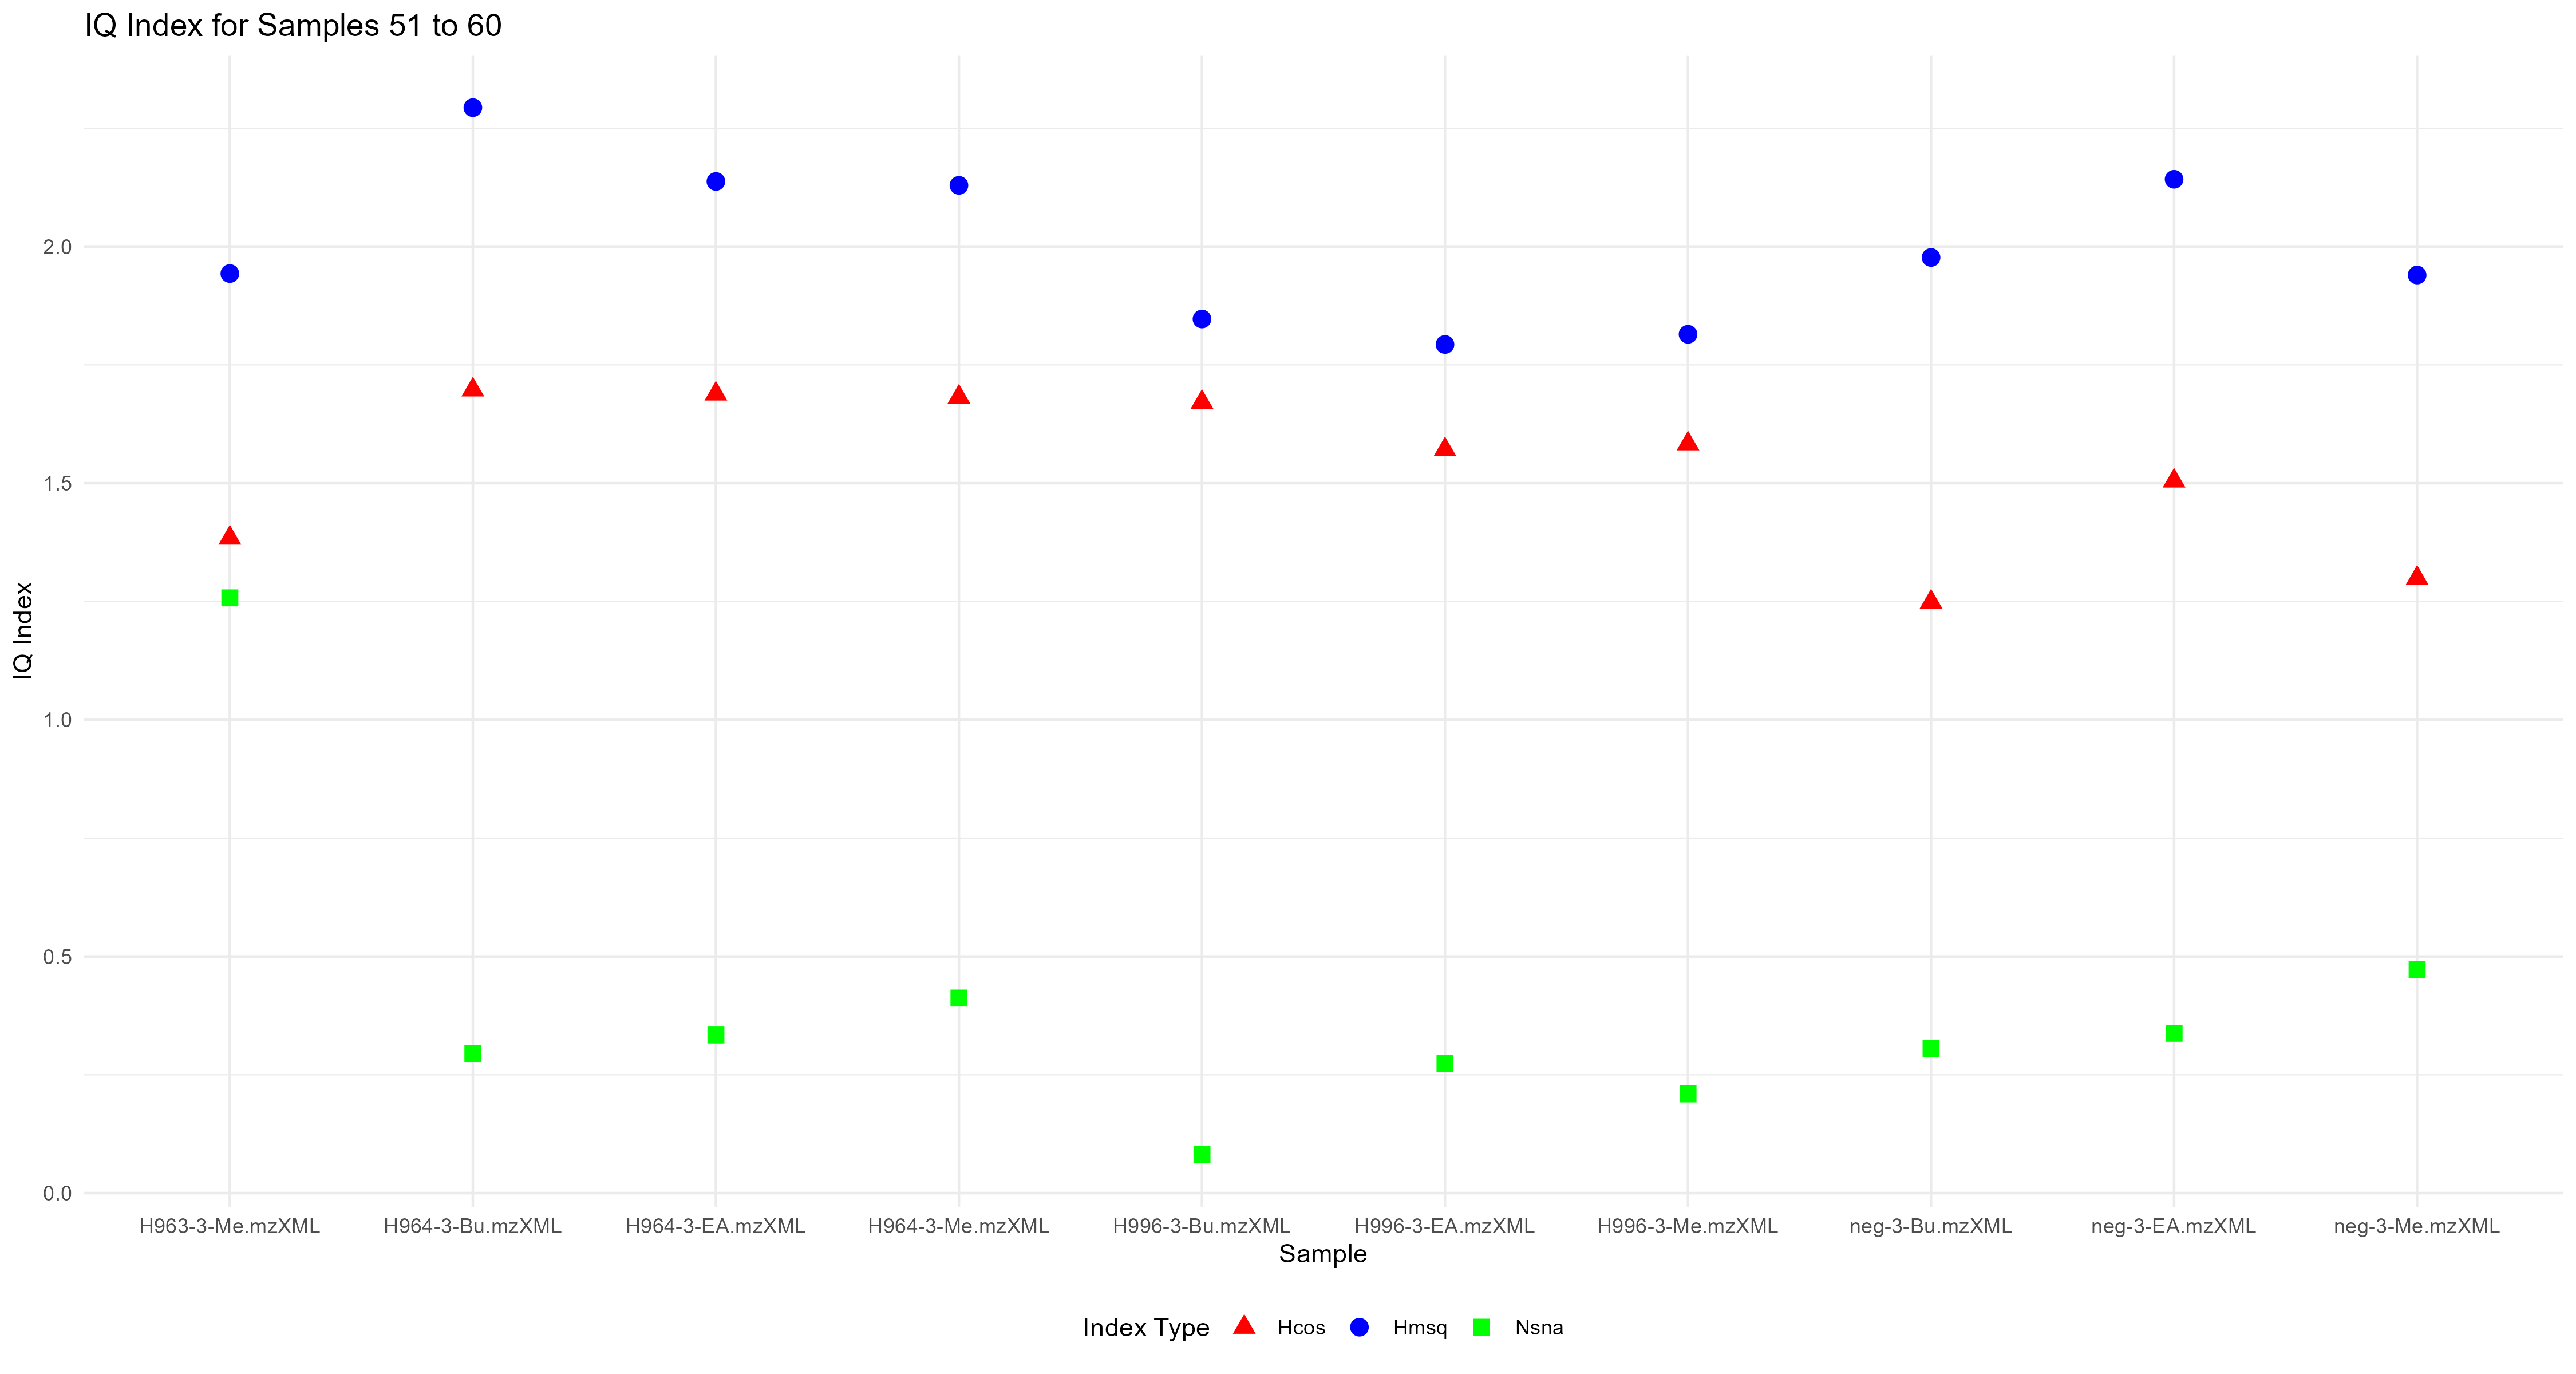 IQ Index for Samples 51 to 60
IQ Index
2.0
1.5
1.0
0.5
0.0
H963-3-Me.mzXML H964-3-Bu.mzXML H964-3-EA.mzXML H964-3-Me.mzXML H996-3-Bu.mzXML H996-3-EA.mzXML H996-3-Me.mzXML neg-3-Bu.mzXML neg-3-EA.mzXML neg-3-Me.mzXML
Sample
Index Type Hcos Hmsq Nsna